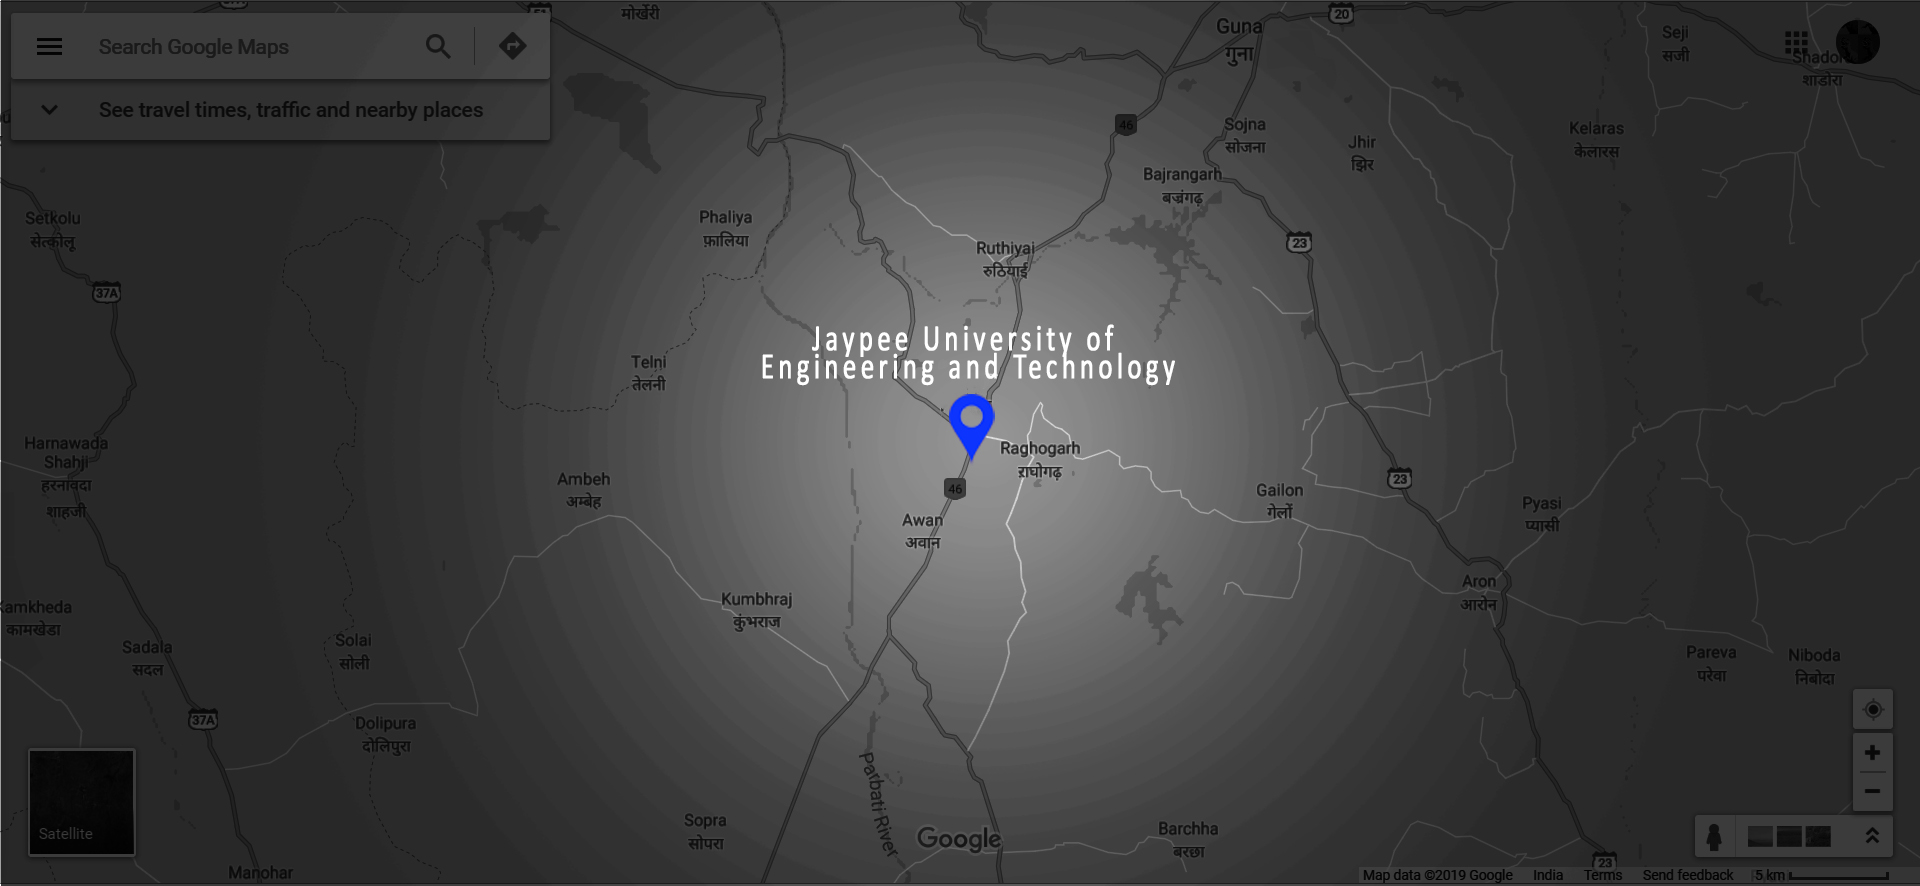 37A
51
मोखेरी
Guna
गुना
20
Seji
सेजी
Search Google Maps
See travel times, traffic and nearby places
Shadora
शाडोरा
46
Sojna
सोजना
Jhir
झिर
Kelaras
केलारस
Bajrangarh
बज्रंगढ़
Setkolu
सेत्कोलू
Phaliya
फ़ालिया
Ruthiyai
रुठियाई
23
37A
Jaypee University of
Engineering and Technology
Telni
तेलनी
Harnawada
Shahji
हरनावदा
शाहजी
Raghogarh
राघोगढ़
Ambeh
अम्बेह
46
Gailon
गेलों
23
Pyasi
प्यासी
Awan
अवान
Aron
आरोन
Kamkheda
कामखेडा
Kumbhraj
कुंभराज
Sadala
सदल
Solai
सोली
Pareva
परेवा
Niboda
निबोदा
37A
Dolipura
दोलिपुरा
Parbati River
Satellite
Sopra
सोपरा
Google
Barchha
बरछा
23
Manohar
Map data ©2019 Google India Terms Send feedback 5 km